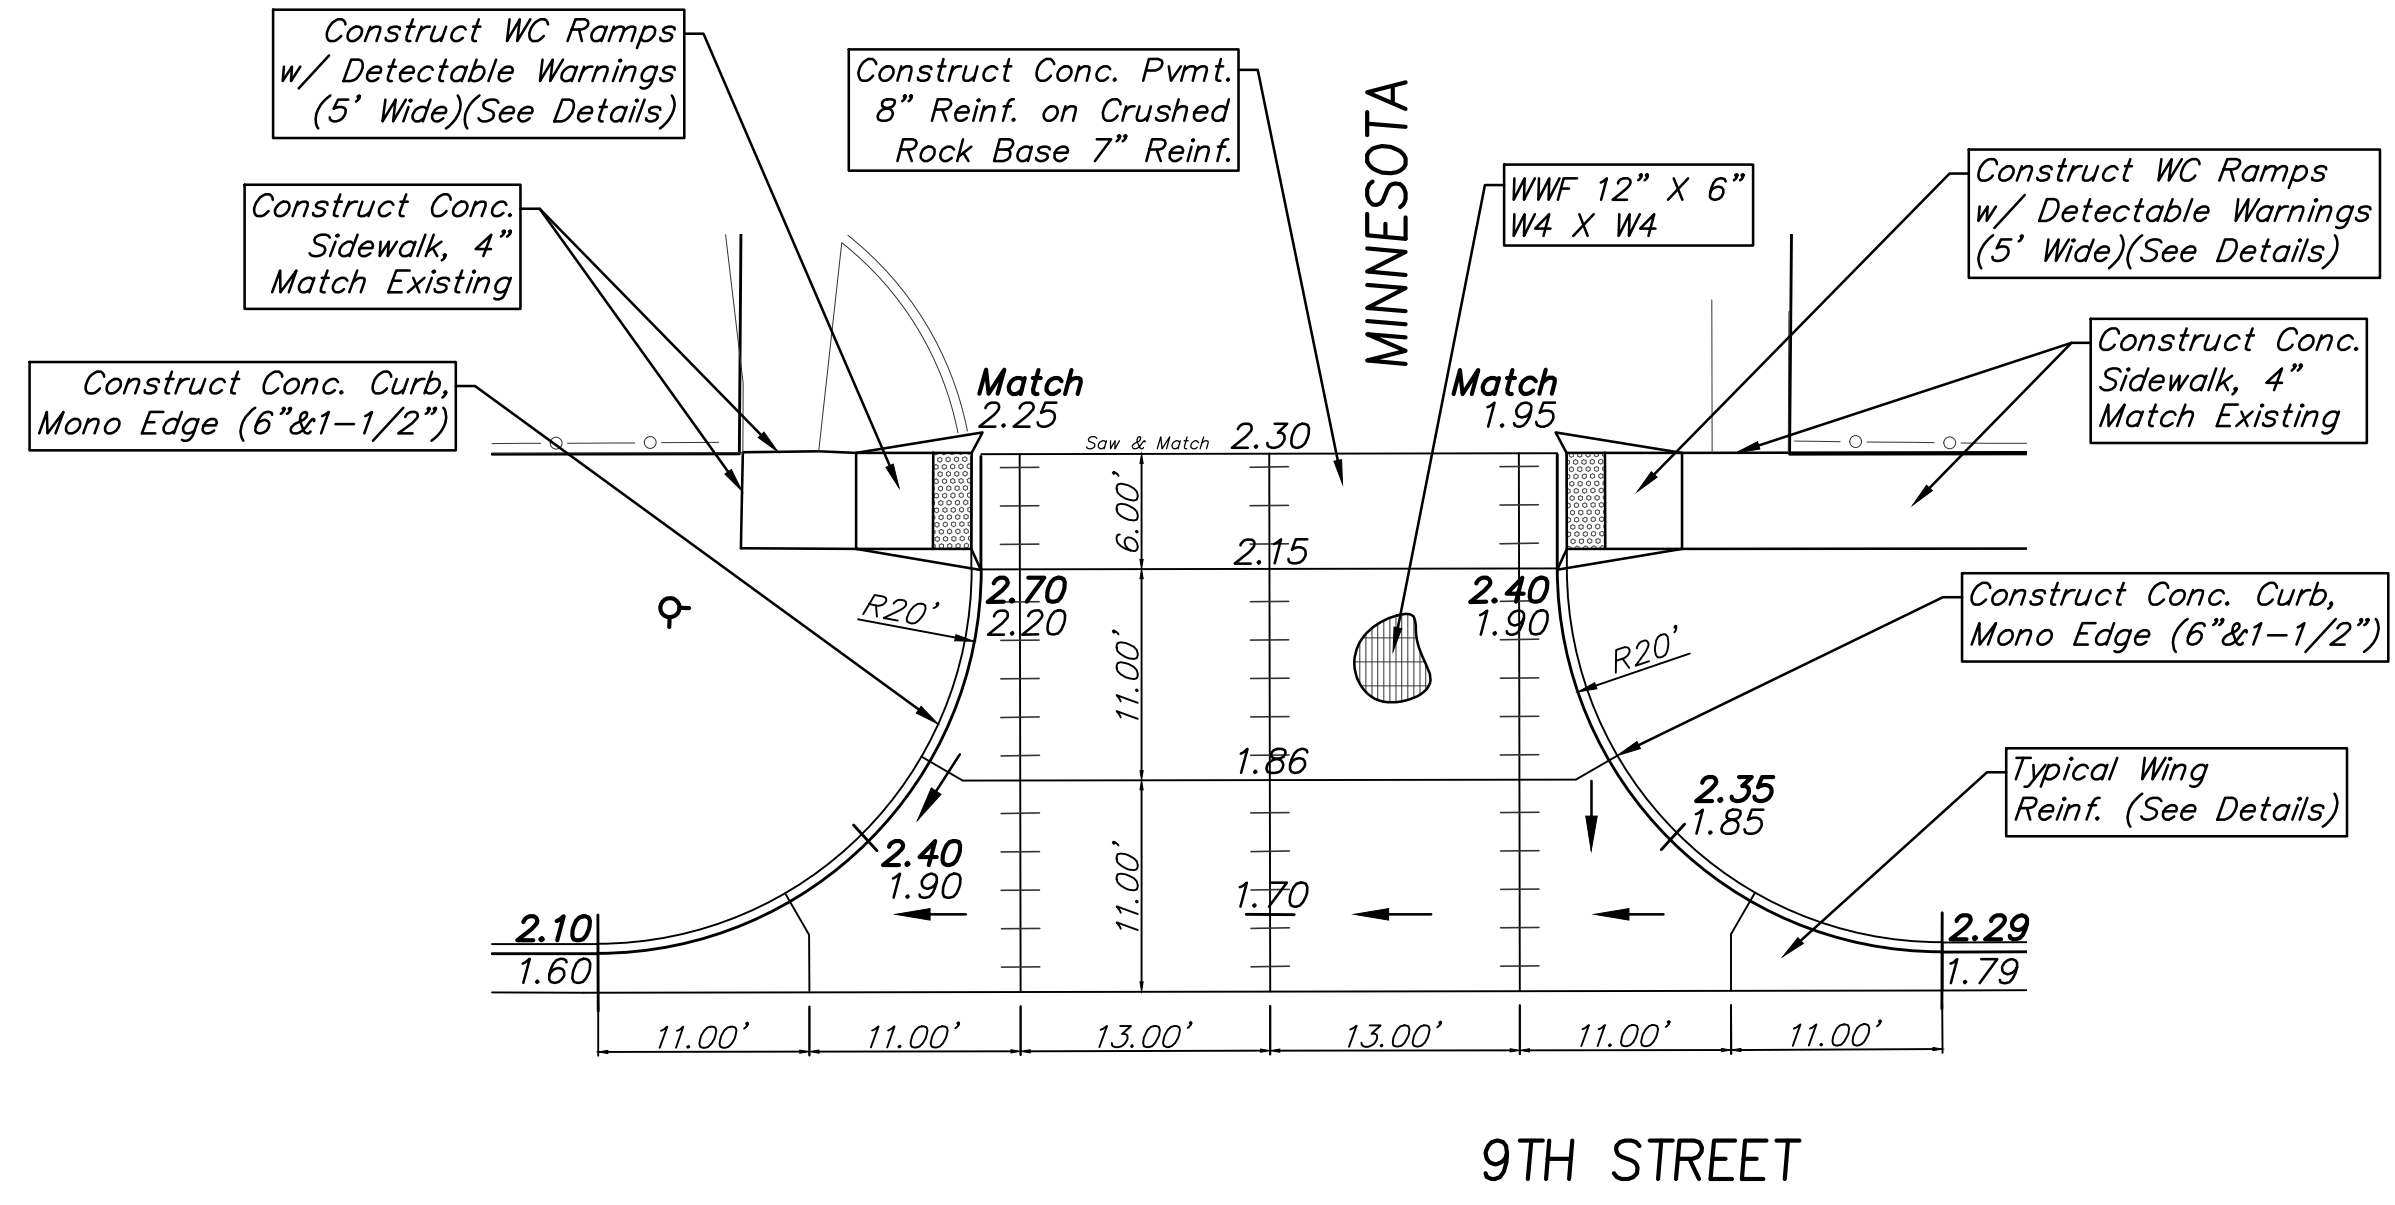 Construct WC Ramps
w/ Detectable Warnings
(5' Wide)(See Details)
Construct Conc. Pvmt.
8" Reinf. on Crushed
Rock Base 7" Reinf.
MINNESOTA
WWF 12" X 6"
W4 X W4
Construct WC Ramps
w/ Detectable Warnings
(5' Wide)(See Details)
Construct Conc.
Sidewalk, 4"
Match Existing
Construct Conc.
Sidewalk, 4"
Match Existing
Construct Conc. Curb,
Mono Edge (6"&1-1/2")
Match
2.25
Match
1.95
Saw & Match
2.30
6.00'
2.15
2.70
2.20
2.40
1.90
R20'
R20'
Construct Conc. Curb,
Mono Edge (6"&1-1/2")
11.00'
1.86
2.35
1.85
Typical Wing
Reinf. (See Details)
2.40
1.90
11.00'
1.70
2.10
1.60
2.29
1.79
11.00'
11.00'
13.00'
13.00'
11.00'
11.00'
9TH STREET